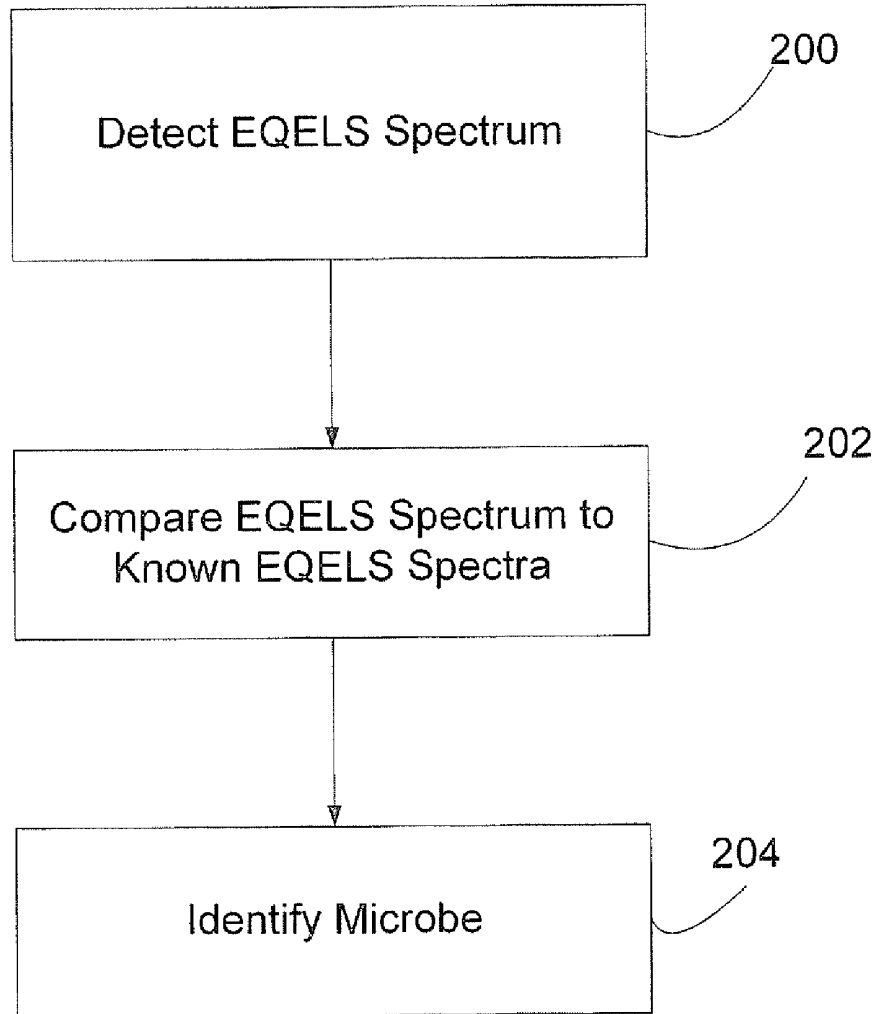 200
Detect EQELS Spectrum
202
Compare EQELS Spectrum to
Known EQELS Spectra
204
Identify Microbe